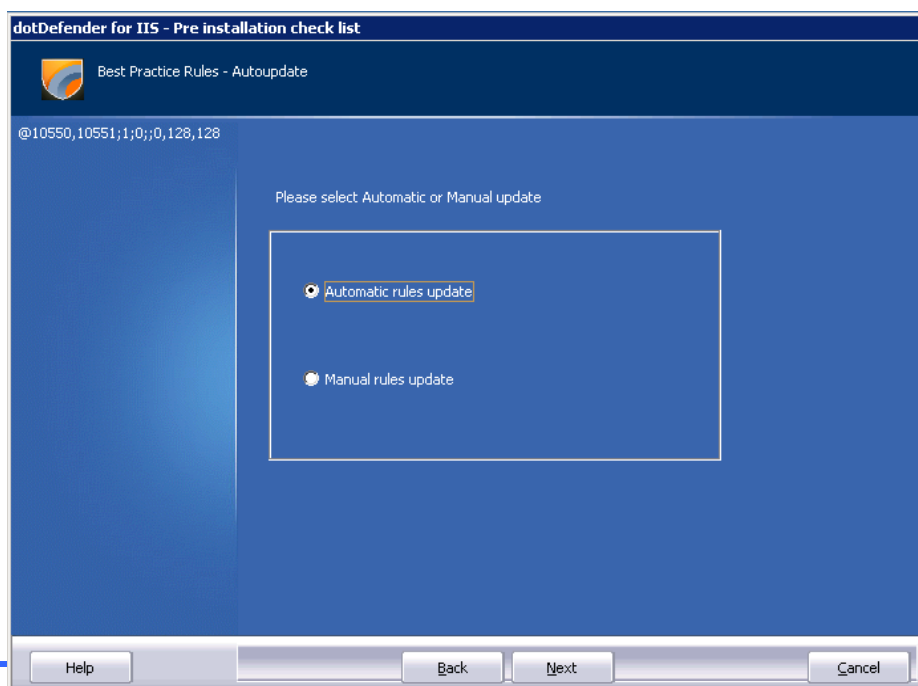 dotDefender for IIS - Pre installation check list
Best Practice Rules - Autoupdate
@10550,10551;1;0;;0,128,128
Please select Automatic or Manual update
Automatic rules update
Manual rules update
Help
Back
Next
Cancel